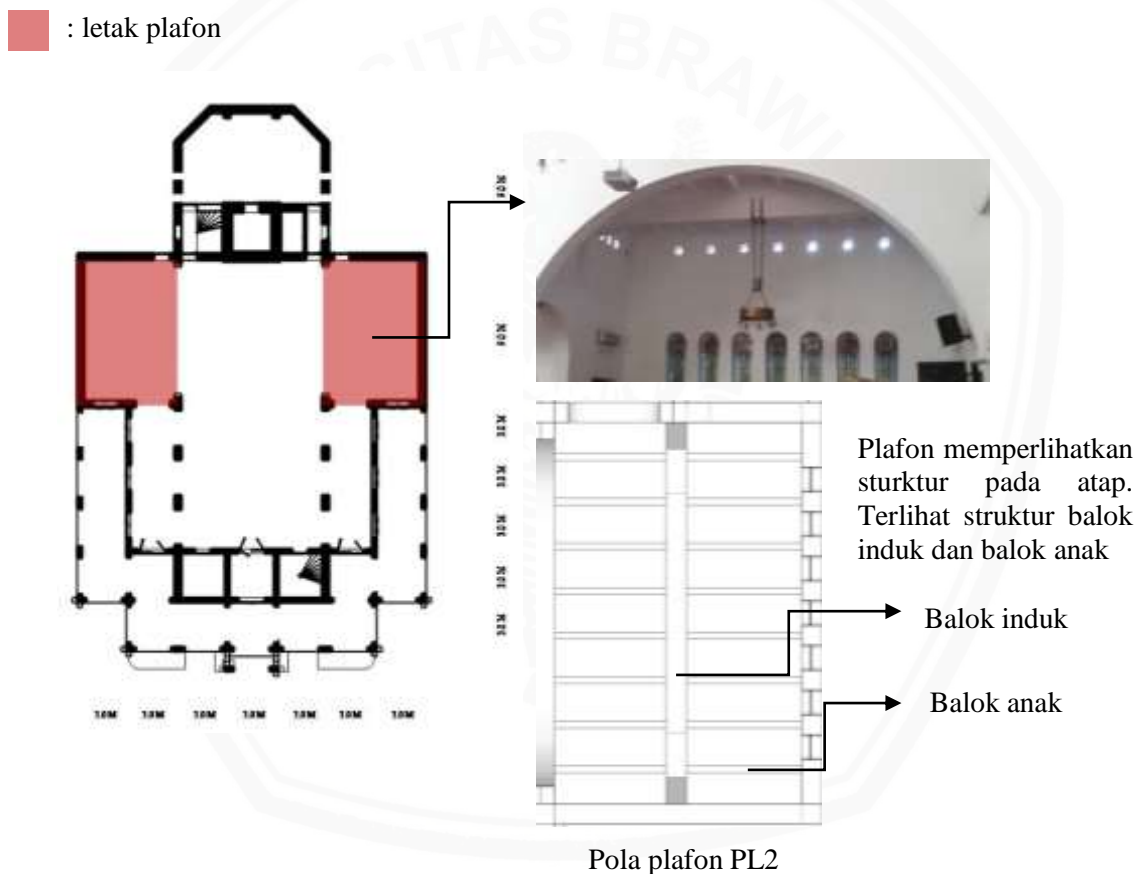 : letak plafon
Plafon memperlihatkan
sturktur pada atap.
Terlihat struktur balok
induk dan balok anak
Balok induk
Balok anak
Pola plafon PL2